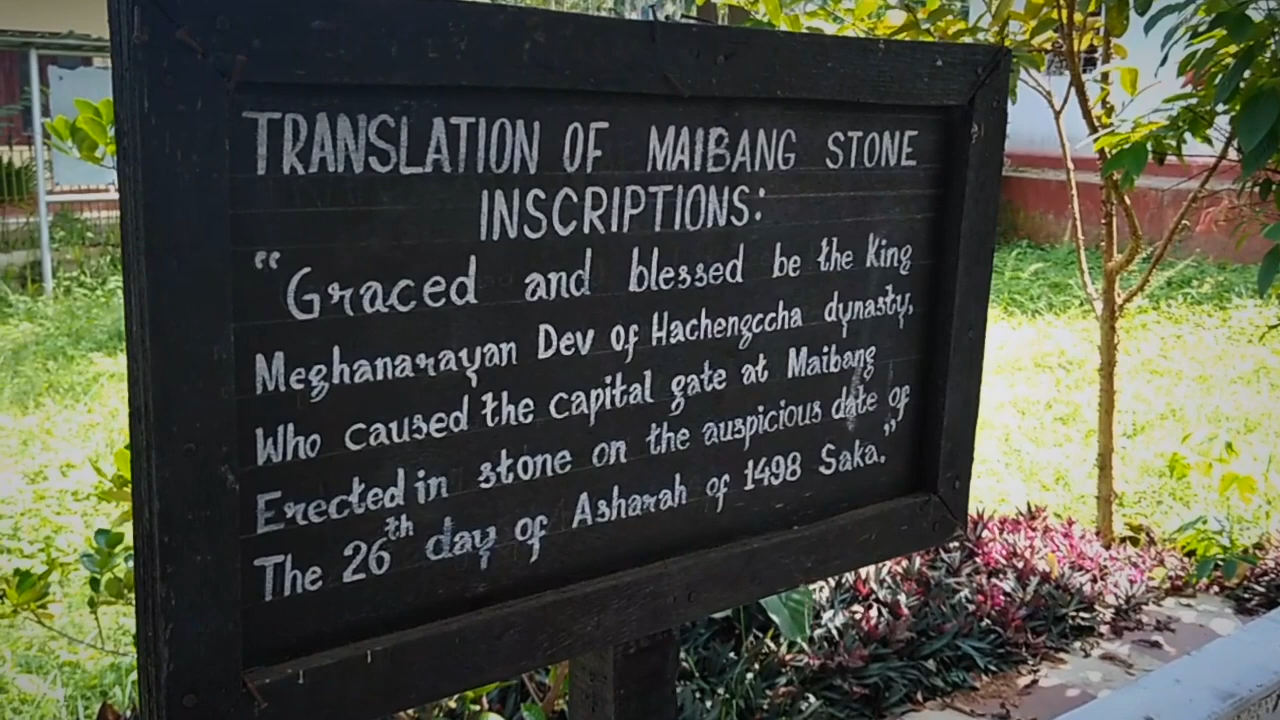 TRANSLATION OF MAIBANG STONE
INSCRIPTIONS:
“Graced and blessed be the King
Meghanarayan Dev of Hachengccha dynasty,
Who caused the capital gate at Maibang
Erected in stone on the auspicious date of
The 26th day of Asharah of 1498 Saka.”